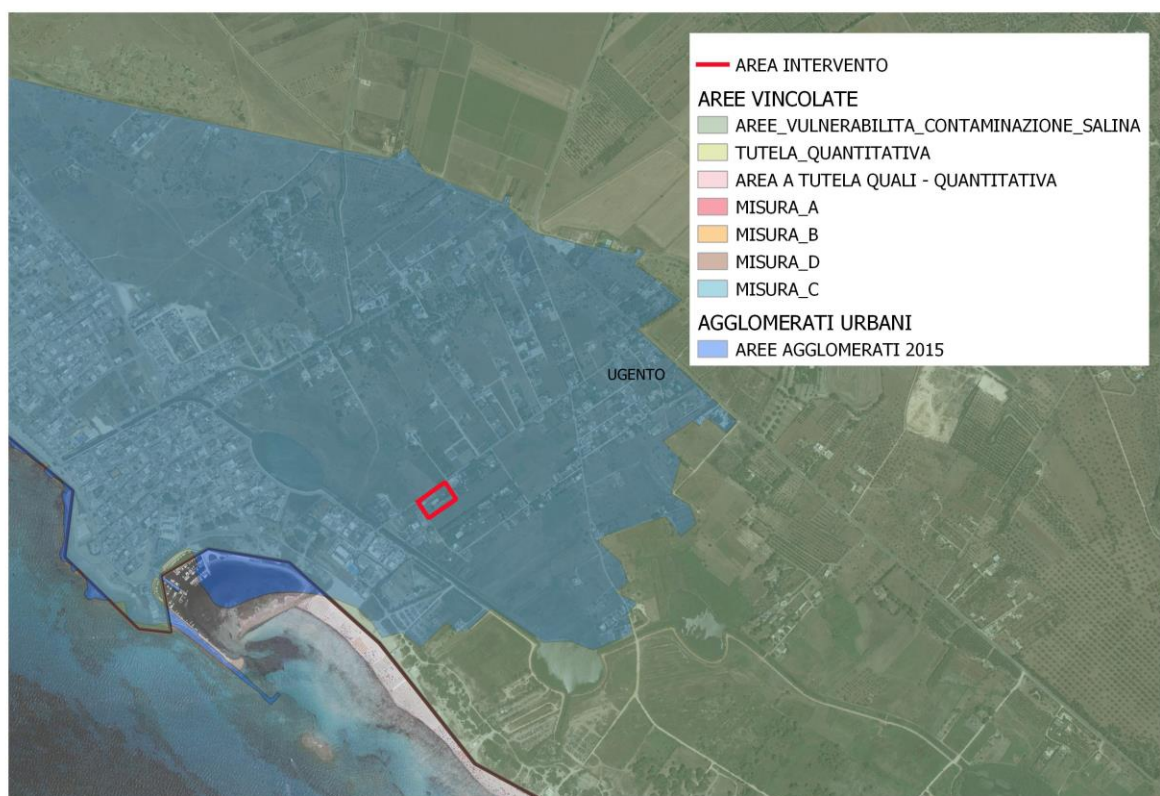 AREA INTERVENTO
AREE VINCOLATE
AREE_VULNERABILITA_CONTAMINAZIONE_SALINA
TUTELA_QUANTITATIVA
AREA A TUTELA QUALI - QUANTITATIVA
MISURA_A
MISURA_B
MISURA_D
MISURA_C
AGGLOMERATI URBANI
AREE AGGLOMERATI 2015
UGENTO